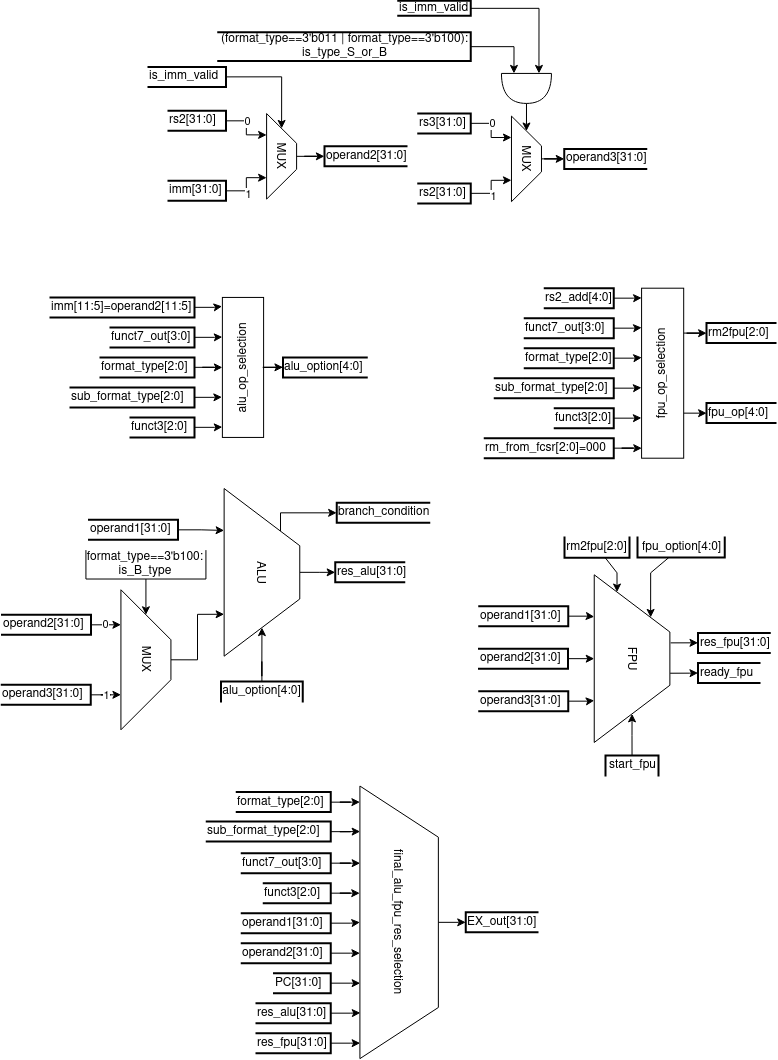 is_imm_valid
(format_type==3'b011 | format_type==3'b100):
is_type_S_or_B
is_imm_valid
rs2[31:0]
0
MUX
operand2[31:0]
imm[31:0]
1
rs3[31:0]
0
MUX
operand3[31:0]
rs2[31:0]
1
imm[11:5]=operand2[11:5]
funct7_out[3:0]
format_type[2:0]
sub_format_type[2:0]
funct3[2:0]
alu_op_selection
alu_option[4:0]
rs2_add[4:0]
funct7_out[3:0]
format_type[2:0]
sub_format_type[2:0]
funct3[2:0]
rm_from_fcsr[2:0]=000
fpu_op_selection
rm2fpu[2:0]
fpu_op[4:0]
operand1[31:0]
format_type==3'b100:
is_B_type
operand2[31:0]
0
operand3[31:0]
1
MUX
ALU
branch_condition
res_alu[31:0]
alu_option[4:0]
rm2fpu[2:0]
fpu_option[4:0]
operand1[31:0]
operand2[31:0]
operand3[31:0]
FPU
res_fpu[31:0]
ready_fpu
start_fpu
format_type[2:0]
sub_format_type[2:0]
funct7_out[3:0]
funct3[2:0]
operand1[31:0]
operand2[31:0]
PC[31:0]
res_alu[31:0]
res_fpu[31:0]
final_alu_fpu_res_selection
EX_out[31:0]